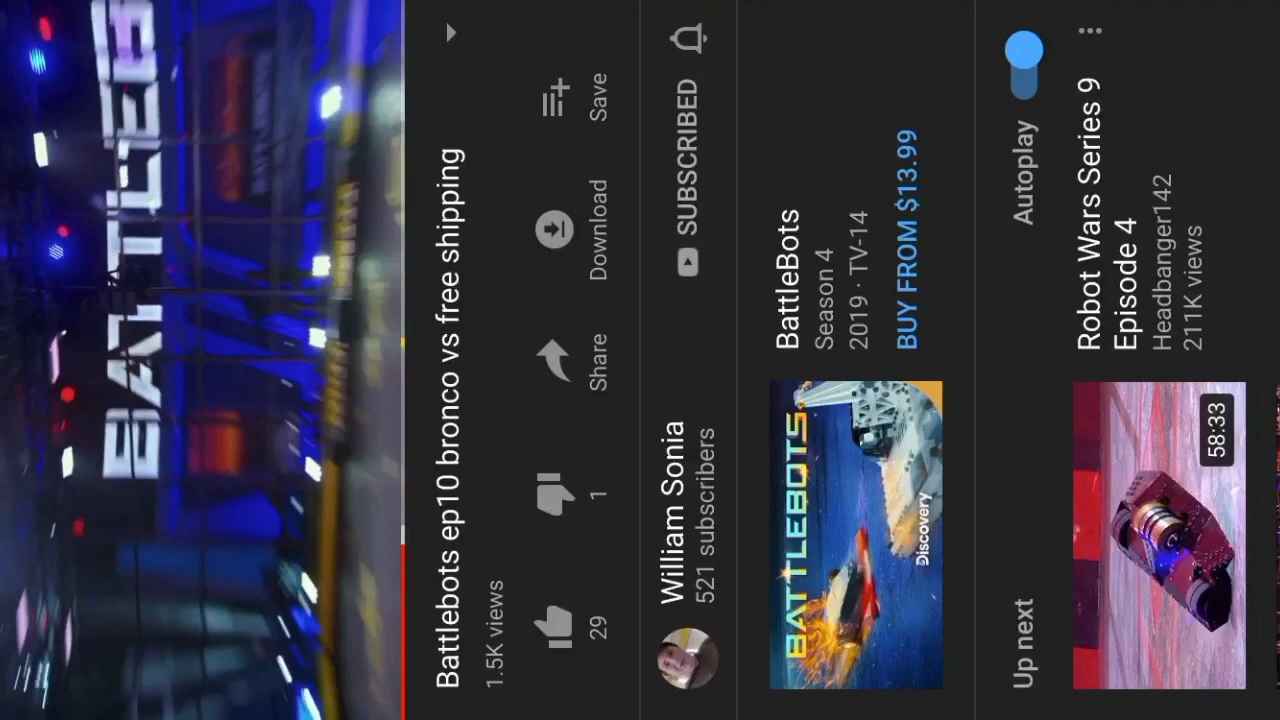 BATTLEB
Battlebots ep10 bronco vs free shipping
1.5K views
29
1
Share
Download
Save
William Sonia
521 subscribers
SUBSCRIBED
BATTLEBOTS
Discovery
BattleBots
Season 4
2019 · TV-14
BUY FROM $13.99
Up next
Autoplay
58:33
Robot Wars Series 9
Episode 4
Headbanger142
211K views